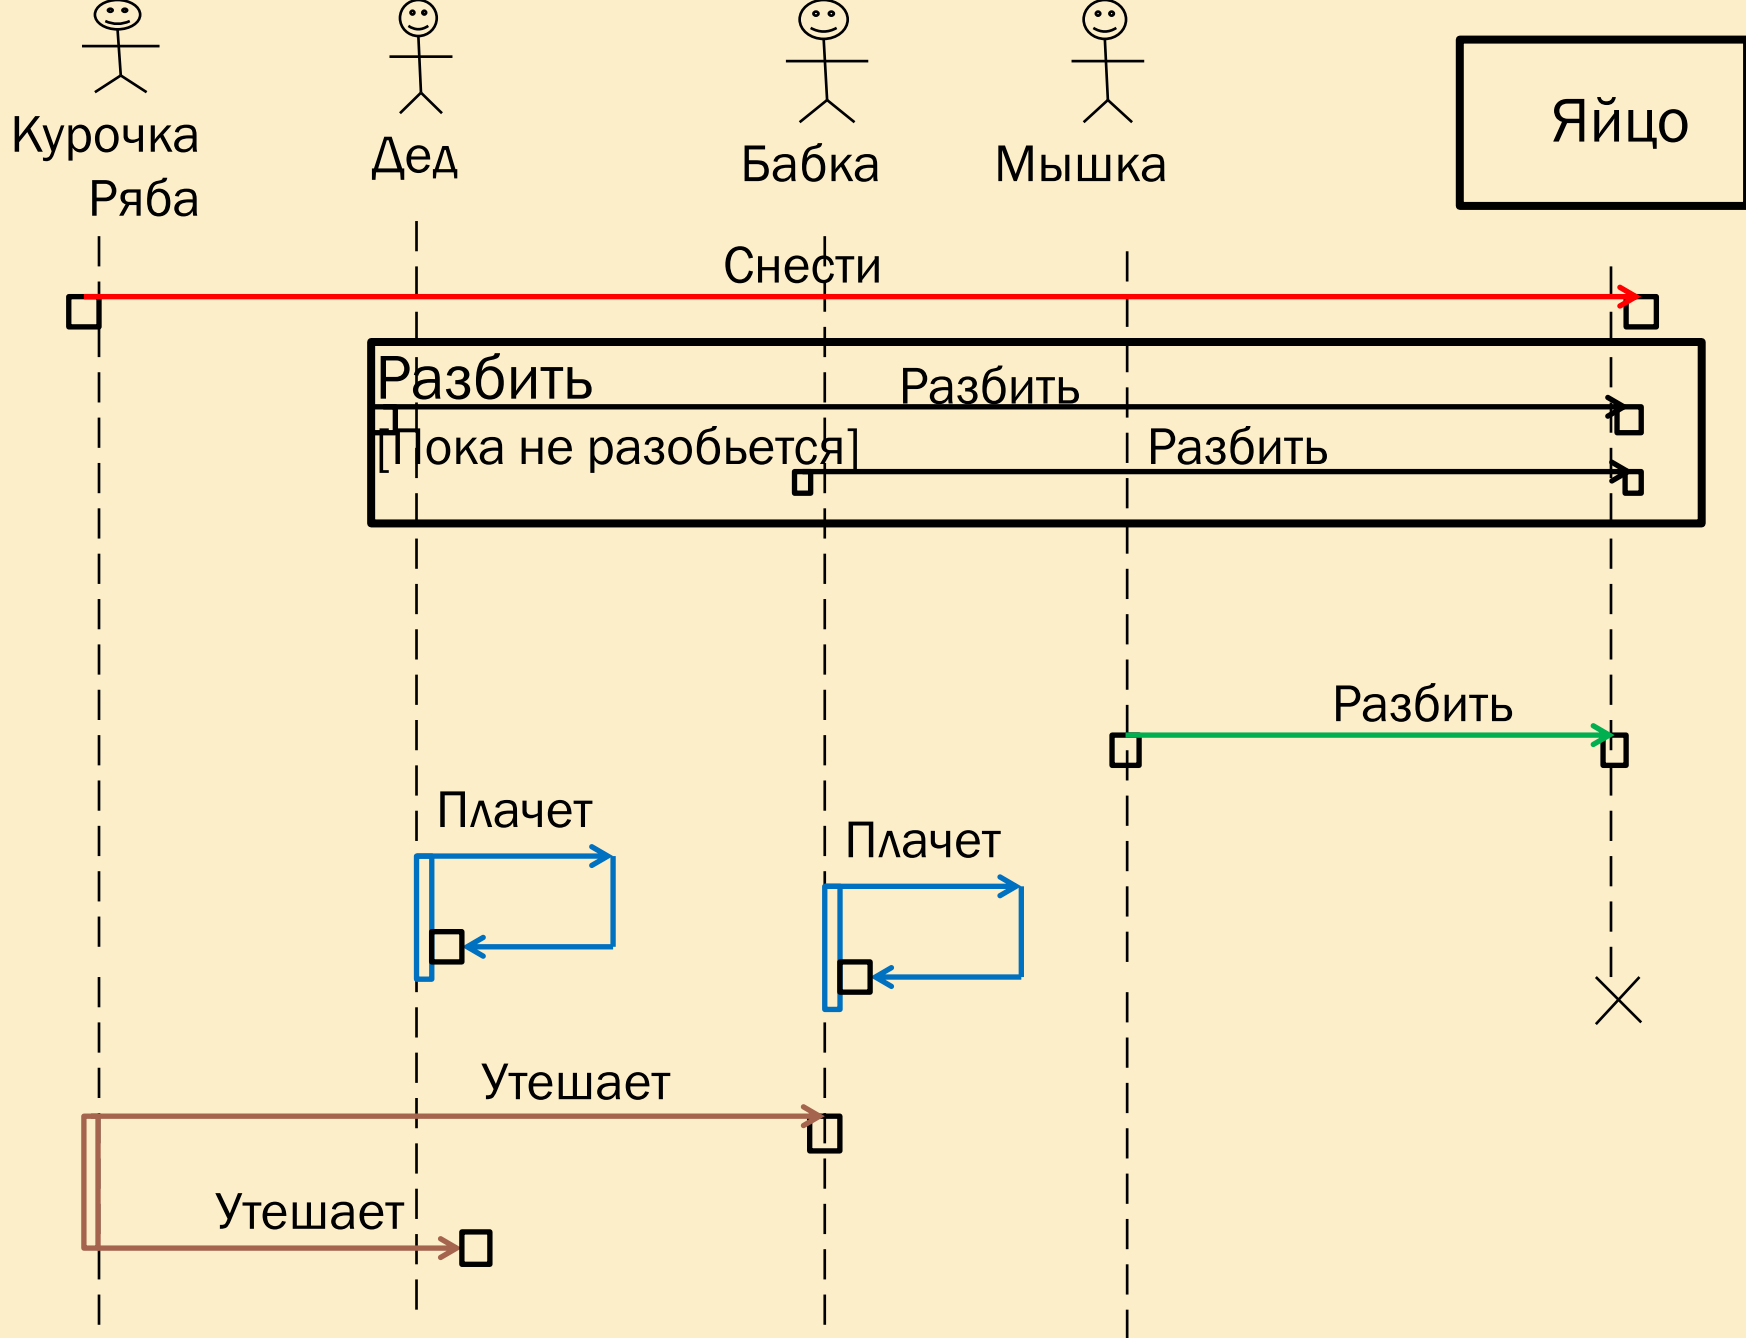 Курочка
Ряба
Дед
Бабка
Мышка
Яйцо
Снести
Разбить
Разбить
[Пока не разобьется]
Разбить
Разбить
Плачет
Плачет
Утешает
Утешает